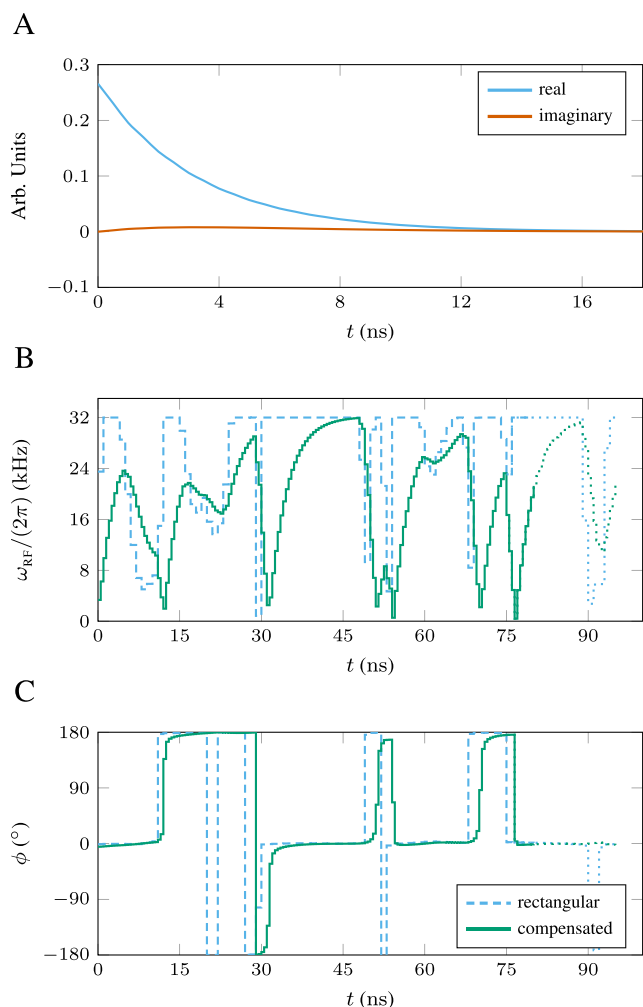 A
0.3
0.2
0.1
0
−0.1
Arb. Units
real
imaginary
0 4 8 12 16
t (ns)
B
32
24
16
8
0
ω_RF/(2π) (kHz)
0 15 30 45 60 75 90
t (ns)
C
180
90
0
−90
−180
ϕ (°)
rectangular
compensated
0 15 30 45 60 75 90
t (ns)